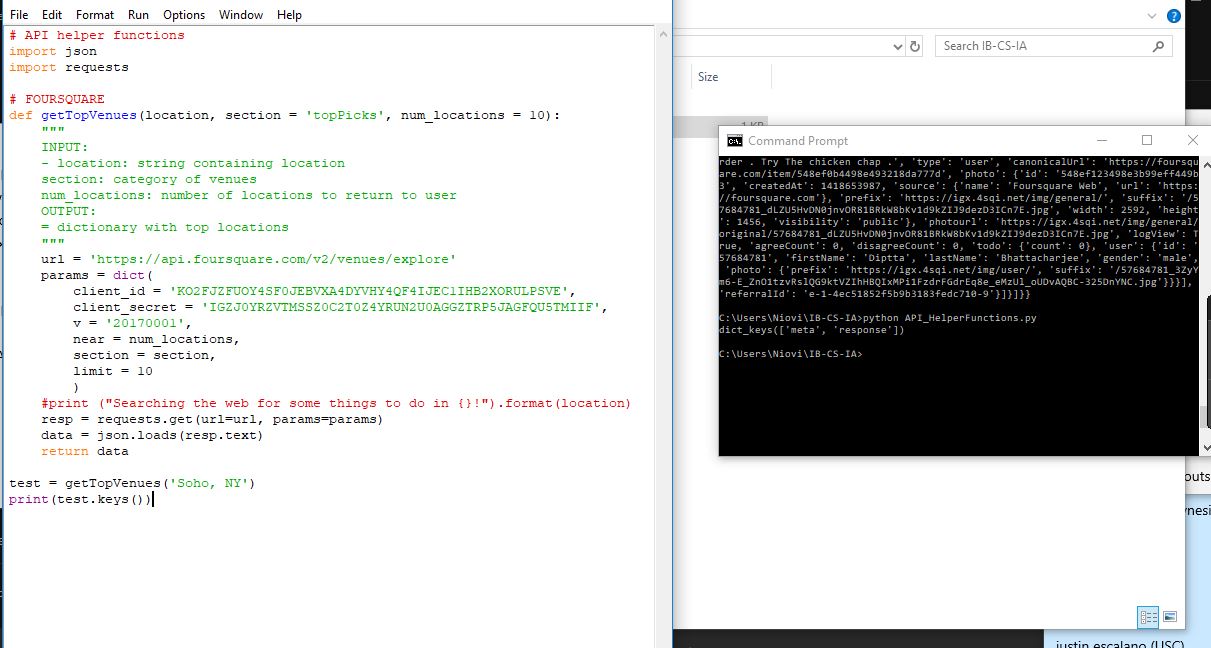 File Edit Format Run Options Window Help
# API helper functions
import json
import requests
# FOURSQUARE
def getTopVenues(location, section = 'topPicks', num_locations = 10):
"""
INPUT:
- location: string containing location
section: category of venues
num_locations: number of locations to return to user
OUTPUT:
= dictionary with top locations
"""
url = 'https://api.foursquare.com/v2/venues/explore'
params = dict(
client_id = 'KO2FJZFUOY4SF0JEBVXA4DYVHY4QF4IJEC1IHB2XORULPSVE',
client_secret = 'IGZJ0YRZVTMSSZ0C2T0Z4YRUN2U0AGGZTRP5JAGFQU5TMIIF',
v = '20170001',
near = num_locations,
section = section,
limit = 10
)
#print ("Searching the web for some things to do in {}!").format(location)
resp = requests.get(url=url, params=params)
data = json.loads(resp.text)
return data
test = getTopVenues('Soho, NY')
print(test.keys())
Search IB-CS-IA
Size
1 KB
Command Prompt
rder . Try The chicken chap .', 'type': 'user', 'canonicalUrl': 'https://foursqu
are.com/item/548ef0b4498e493218da777d', 'photo': {'id': '548ef123498e3b99eff449b
3', 'createdAt': 1418653987, 'source': {'name': 'Foursquare Web', 'url': 'https:
//foursquare.com'}, 'prefix': 'https://igx.4sqi.net/img/general/', 'suffix': '/5
7684781_dLZU5HvDN0jnvOR81BRkW8bKv1d9kZIJ9dezD3ICn7E.jpg', 'width': 2592, 'height
': 1456, 'visibility': 'public'}, 'photourl': 'https://igx.4sqi.net/img/general/
original/57684781_dLZU5HvDN0jnvOR81BRkW8bKv1d9kZIJ9dezD3ICn7E.jpg', 'logView': T
rue, 'agreeCount': 0, 'disagreeCount': 0, 'todo': {'count': 0}, 'user': {'id': '
57684781', 'firstName': 'Diptta', 'lastName': 'Bhattacharjee', 'gender': 'male',
'photo': {'prefix': 'https://igx.4sqi.net/img/user/', 'suffix': '/57684781_3ZyY
m6-E_ZnO1tzvRslQG9ktVZIhHBQIxMPi1FzdrFGdrEq8e_eMzUl_oUDvAQBC-325DnYNC.jpg'}}}],
'referralId': 'e-1-4ec51852f5b9b3183fedc710-9'}]}]}}
C:\Users\Niovi\IB-CS-IA>python API_HelperFunctions.py
dict_keys(['meta', 'response'])
C:\Users\Niovi\IB-CS-IA>
justin escalano (USC)